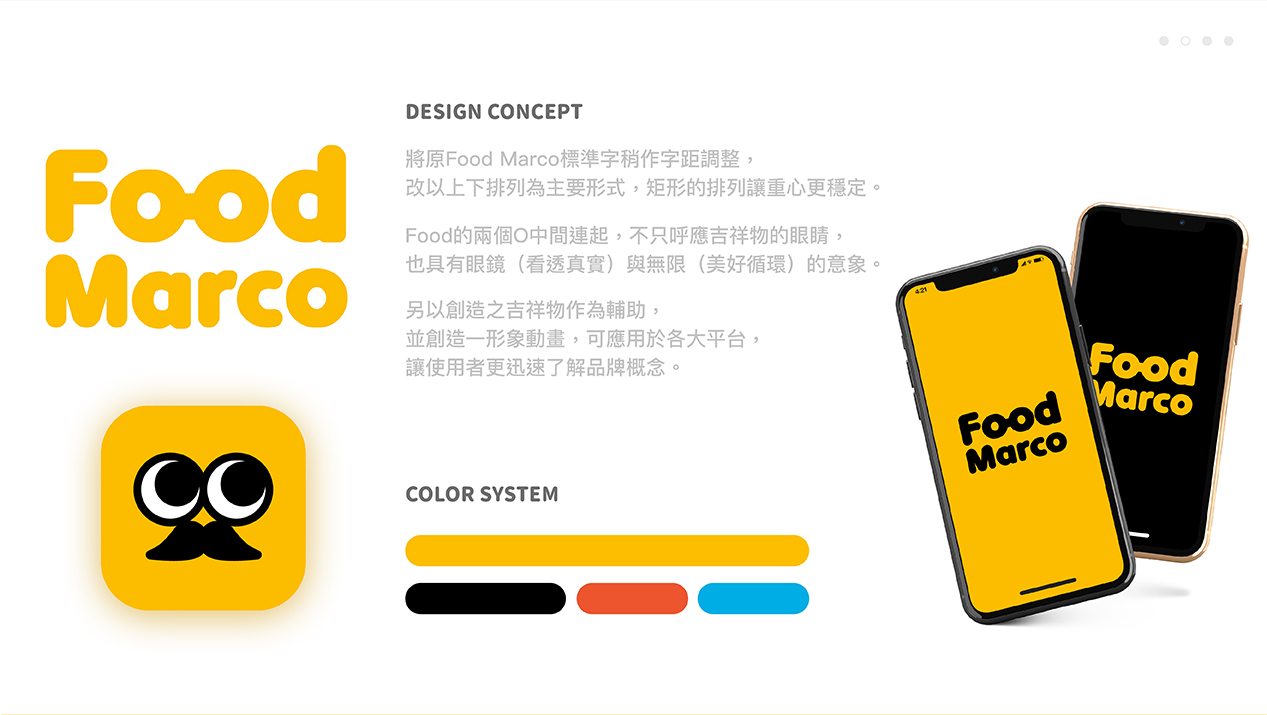 Food
Marco
DESIGN CONCEPT
將原Food Marco標準字稍作字距調整，
改以上下排列為主要形式，矩形的排列讓重心更穩定。
Food的兩個O中間連起，不只呼應吉祥物的眼睛，
也具有眼鏡（看透真實）與無限（美好循環）的意象。
另以創造之吉祥物作為輔助，
並創造一形象動畫，可應用於各大平台，
讓使用者更迅速了解品牌概念。
COLOR SYSTEM
4:21
Food
Marco
Food
Marco